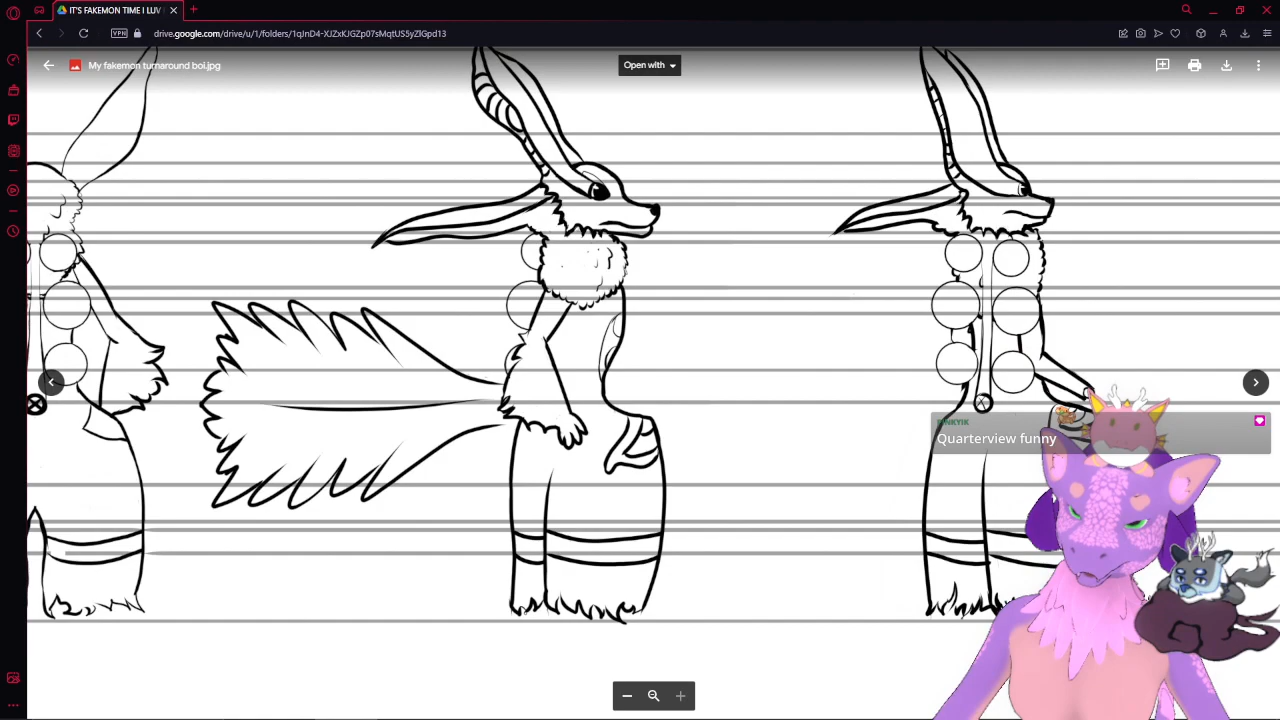 IT'S FAKEMON TIME I LUV (
VPN
drive.google.com/drive/u/1/folders/1qJnD4-XJZxKJGZp07sMqtUS5yZlGpd13
My fakemon turnaround boi.jpg
Open with
Quarterview funny